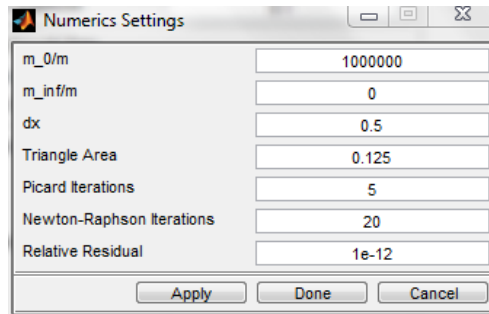 Numerics Settings
m_0/m 1000000
m_inf/m 0
dx 0.5
Triangle Area 0.125
Picard Iterations 5
Newton-Raphson Iterations 20
Relative Residual 1e-12
Apply Done Cancel